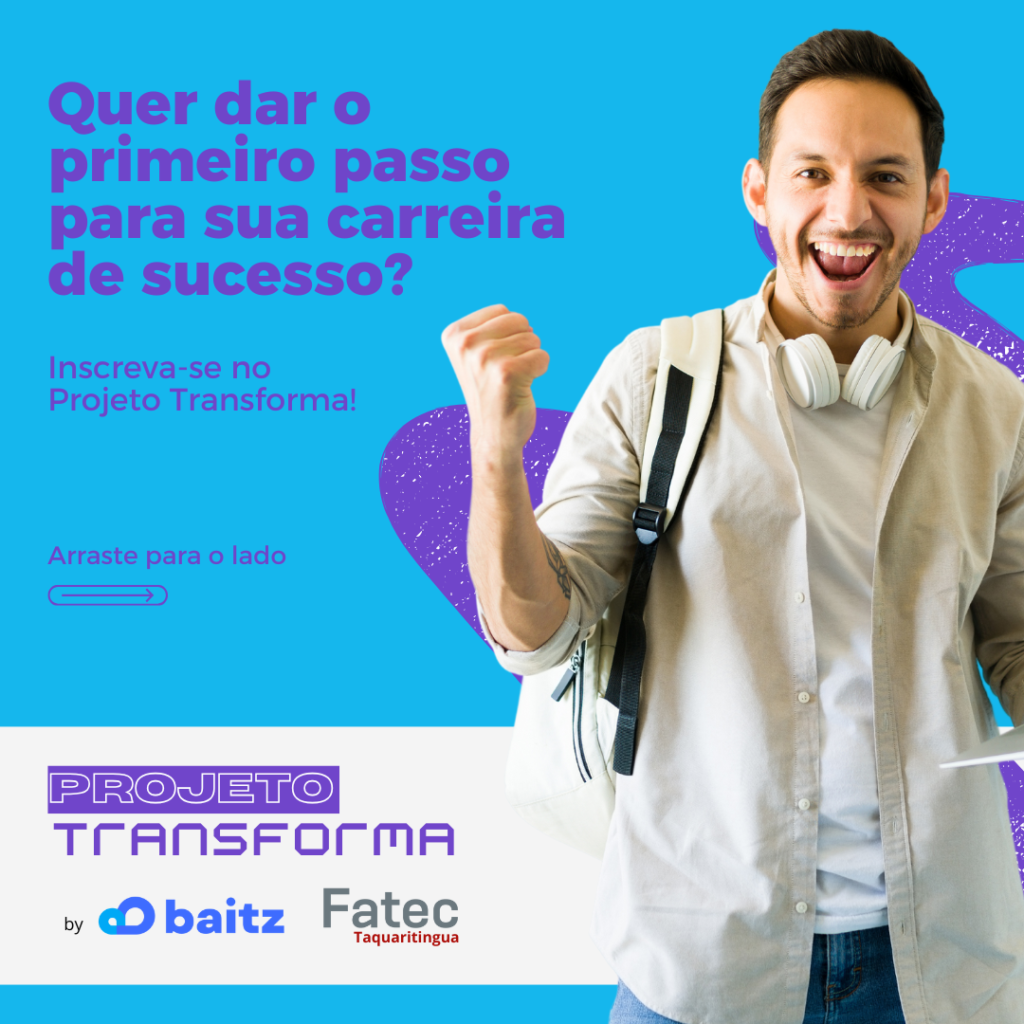 Quer dar o
primeiro passo
para sua carreira
de sucesso?
Inscreva-se no
Projeto Transforma!
Arraste para o lado
PROJETO
TRANSFORMA
by baitz Fatec
Taquaritingua